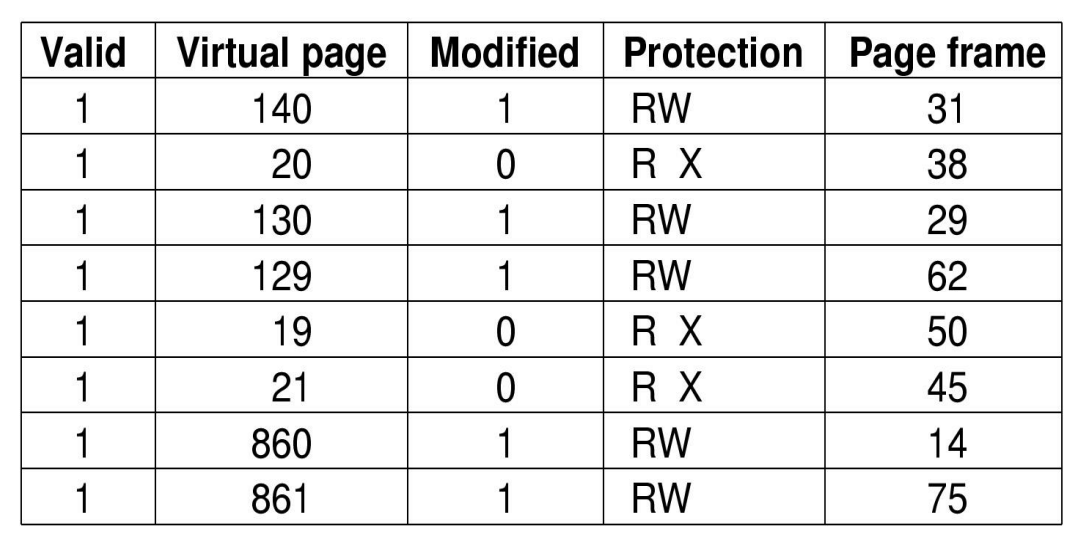 Valid Virtual page Modified Protection Page frame
1 140 1 RW 31
1 20 0 R X 38
1 130 1 RW 29
1 129 1 RW 62
1 19 0 R X 50
1 21 0 R X 45
1 860 1 RW 14
1 861 1 RW 75